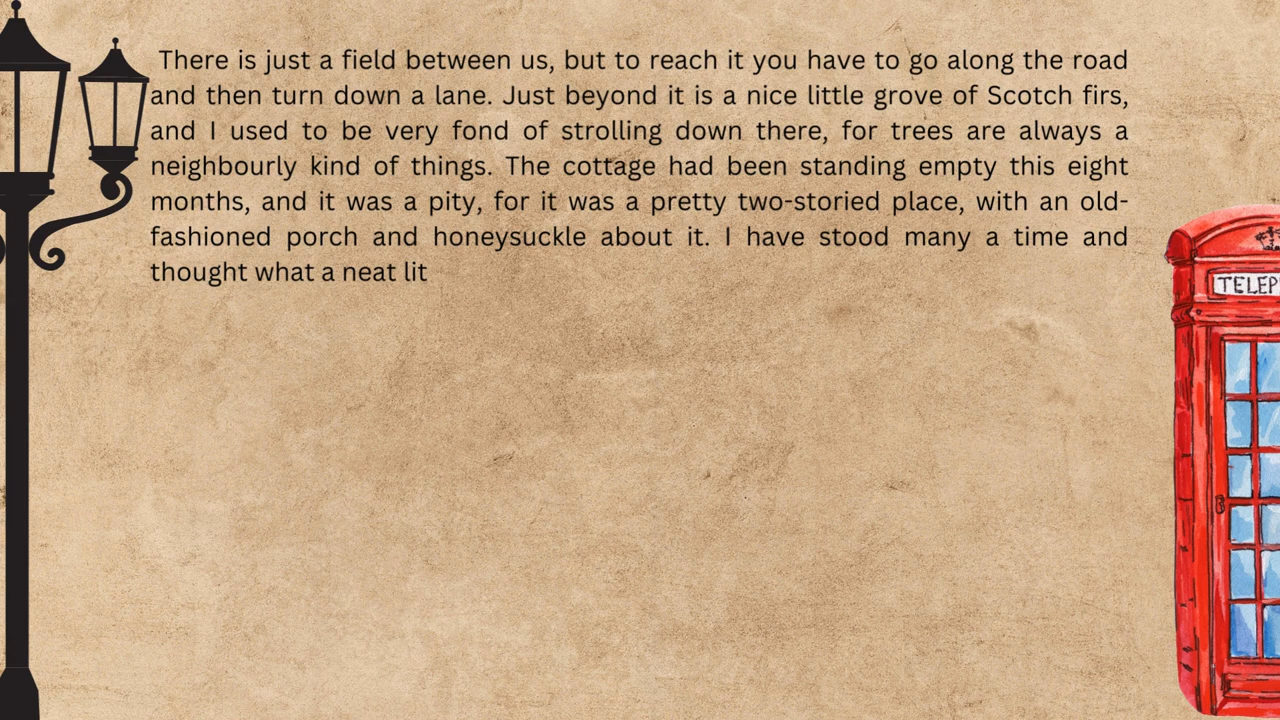 There is just a field between us, but to reach it you have to go along the road
and then turn down a lane. Just beyond it is a nice little grove of Scotch firs,
and I used to be very fond of strolling down there, for trees are always a
neighbourly kind of things. The cottage had been standing empty this eight
months, and it was a pity, for it was a pretty two-storied place, with an old-
fashioned porch and honeysuckle about it. I have stood many a time and
thought what a neat lit
TELEP